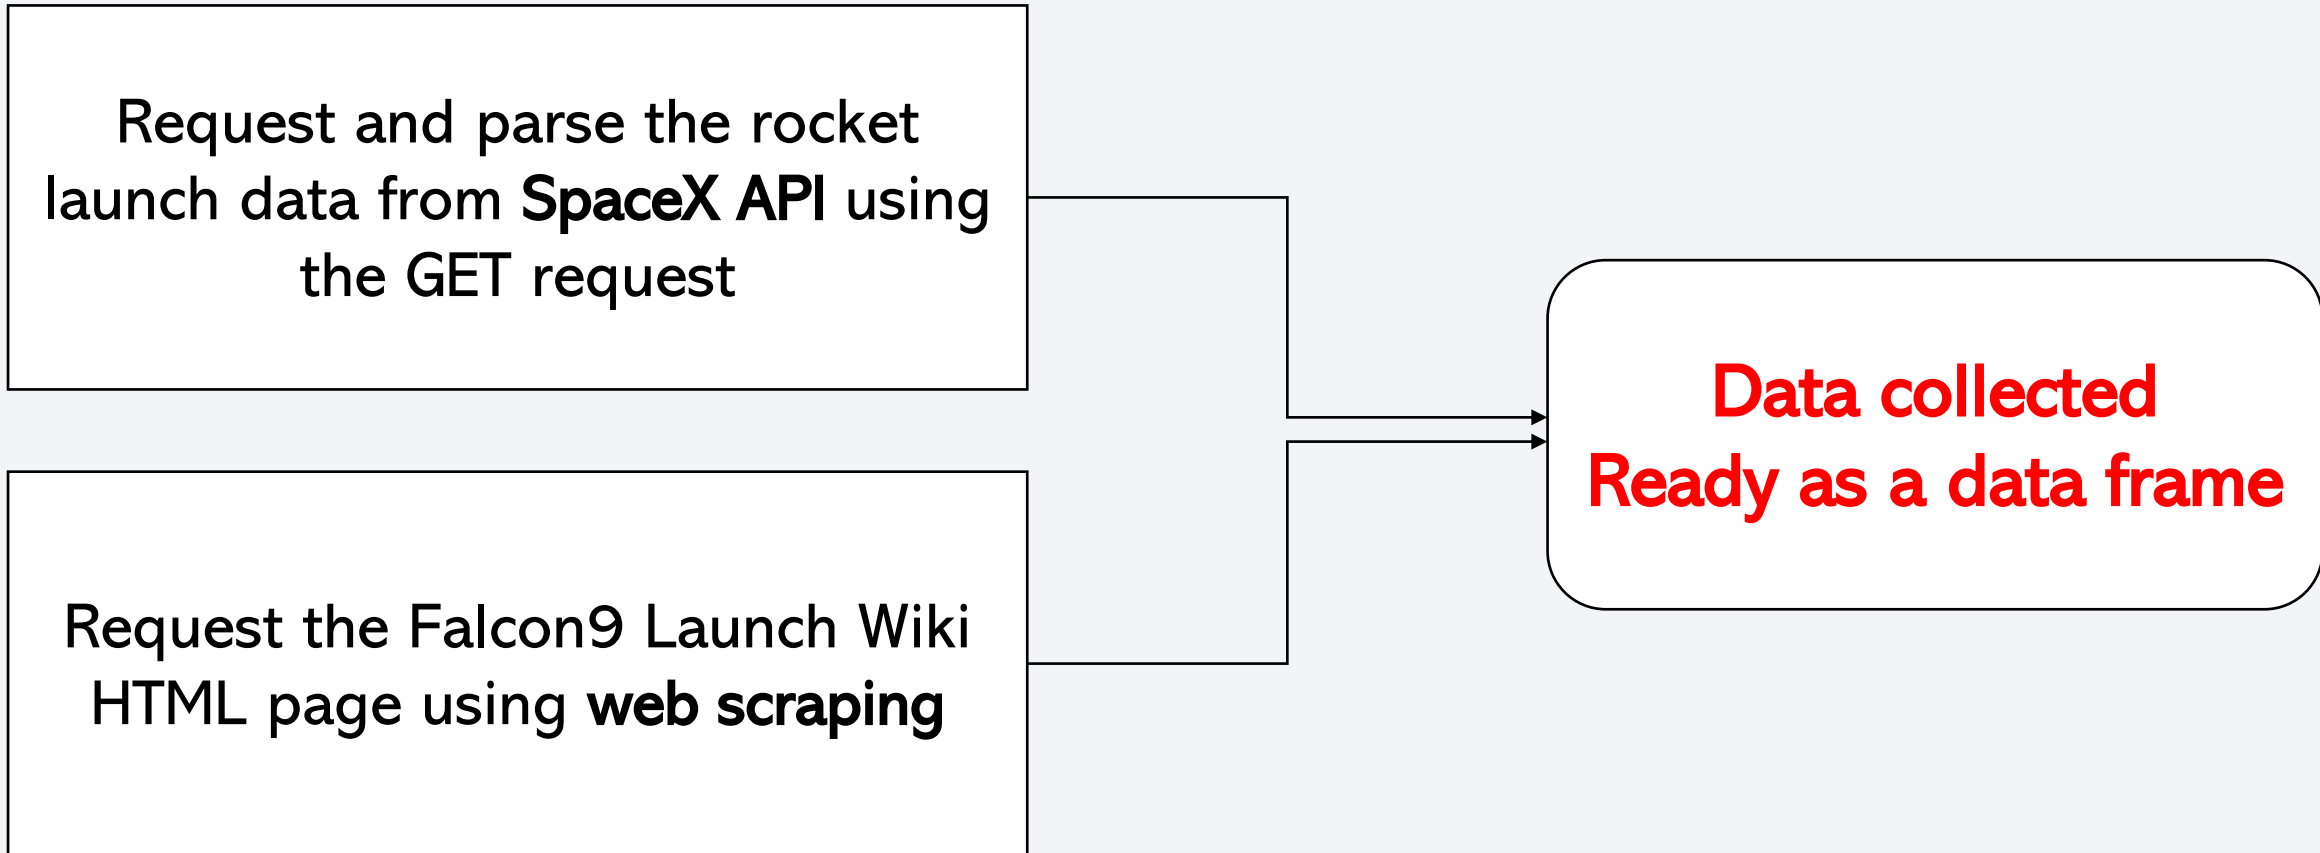 Request and parse the rocket
launch data from SpaceX API using
the GET request
Request the Falcon9 Launch Wiki
HTML page using web scraping
Data collected
Ready as a data frame